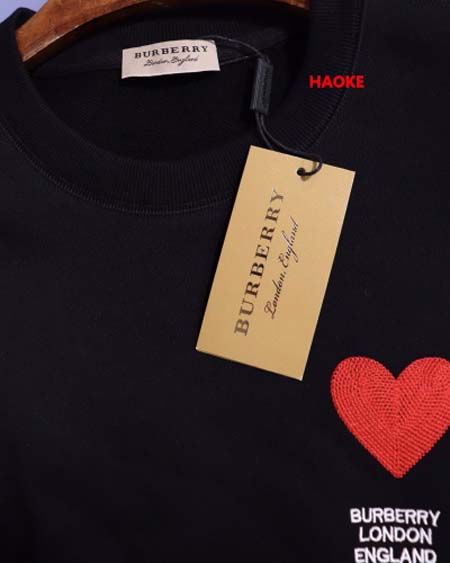 BURBERRY
London, England
HAOKE
BURBERRY
London, England
BURBERRY
LONDON
ENGLAND